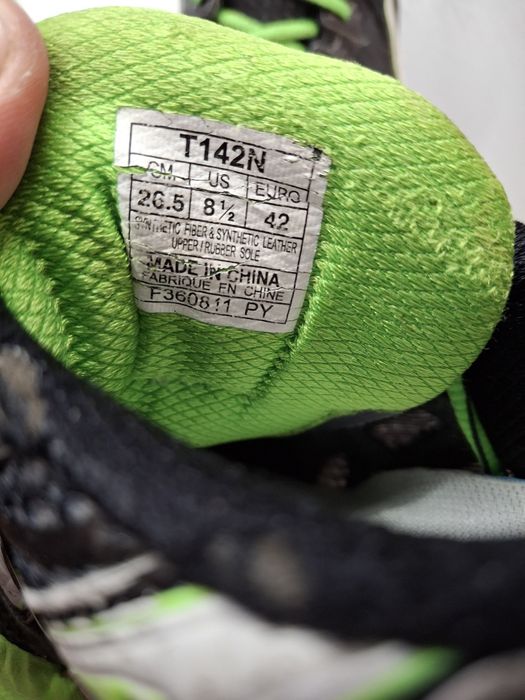 T142N
CM US EURO
26.5 8½ 42
SYNTHETIC FIBER & SYNTHETIC LEATHER
UPPER/RUBBER SOLE
MADE IN CHINA
FABRIQUE EN CHINE
F360811 PY